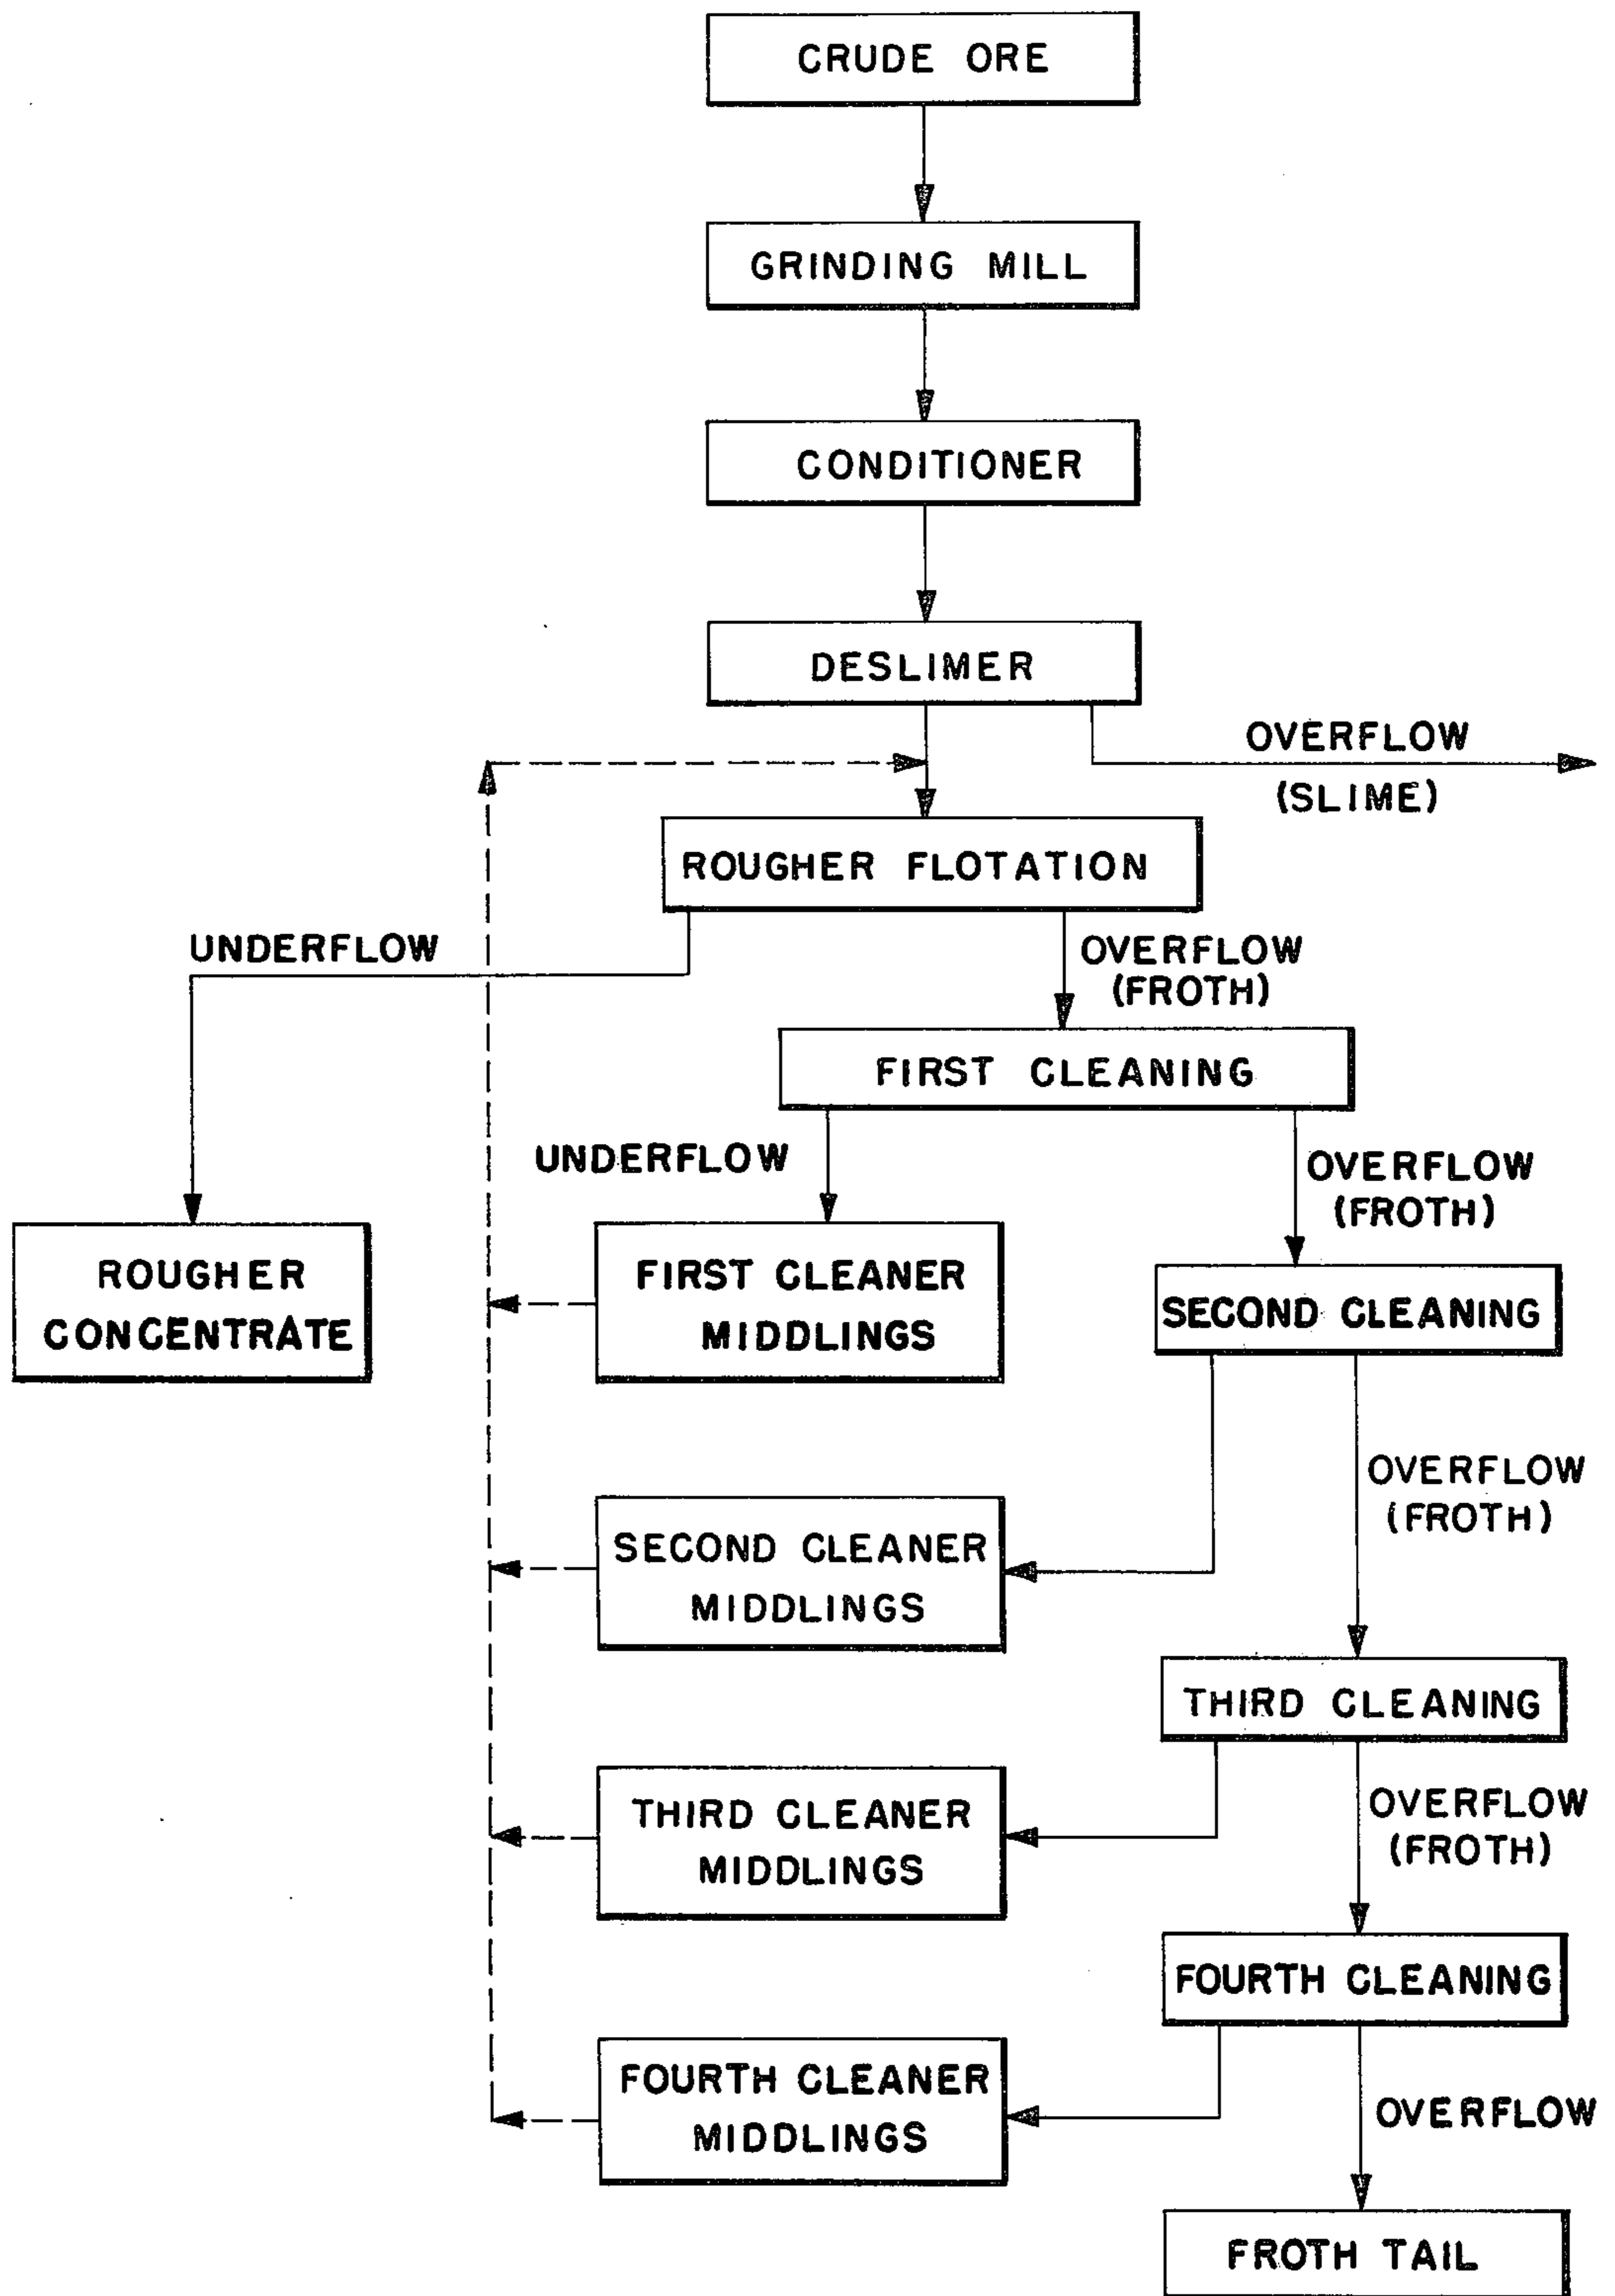 CRUDE ORE
GRINDING MILL
CONDITIONER
DESLIMER
OVERFLOW
(SLIME)
ROUGHER FLOTATION
UNDERFLOW
OVERFLOW
(FROTH)
FIRST CLEANING
UNDERFLOW
OVERFLOW
(FROTH)
ROUGHER
CONCENTRATE
FIRST CLEANER
MIDDLINGS
SECOND CLEANING
OVERFLOW
(FROTH)
SECOND CLEANER
MIDDLINGS
THIRD CLEANING
THIRD CLEANER
MIDDLINGS
OVERFLOW
(FROTH)
FOURTH CLEANING
FOURTH CLEANER
MIDDLINGS
OVERFLOW
FROTH TAIL